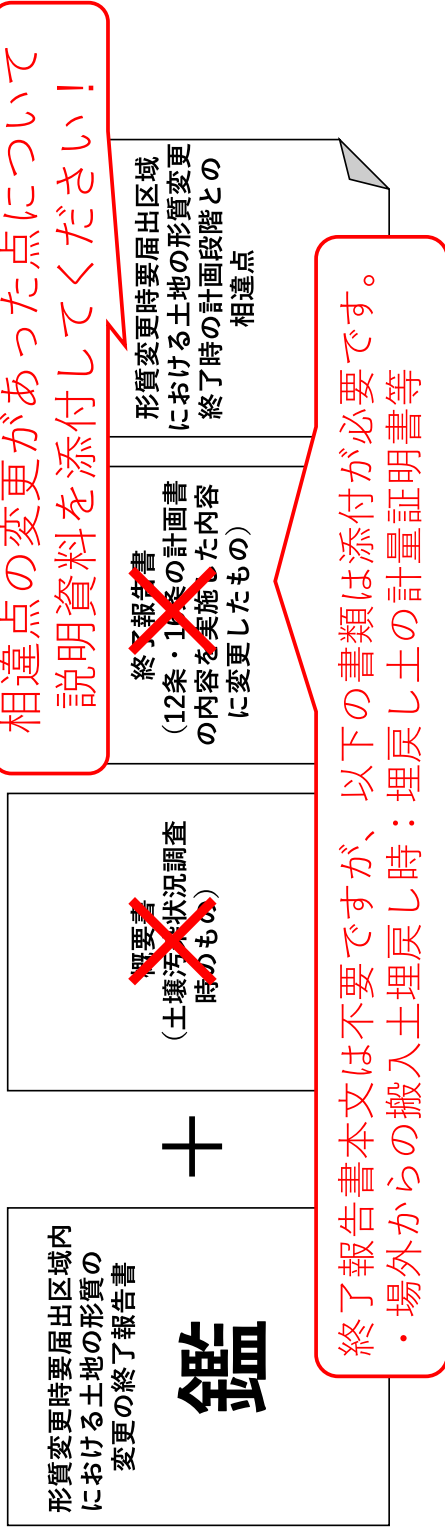 形質変更時要届出区域内
における土地の形質の
変更の終了報告書
鑑
＋
概要書
（土壌汚染状況調査
時のもの）
終了報告書
（12条・16条の計画書
の内容を実施した内容
に変更したもの）
形質変更時要届出区域
における土地の形質変更
終了時の計画段階との
相違点
相違点の変更があった点について
説明資料を添付してください！
終了報告書本文は不要ですが、以下の書類は添付が必要です。
・場外からの搬入土埋戻し時：埋戻し土の計量証明書等